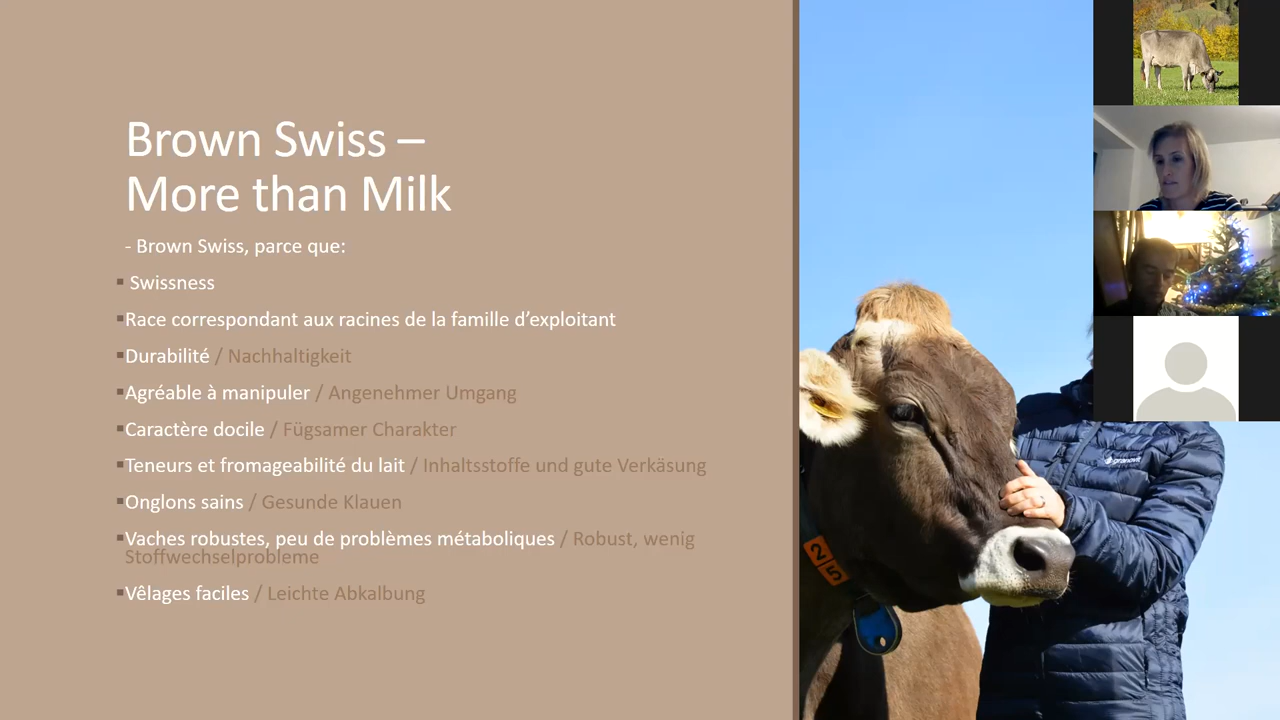 Brown Swiss –
More than Milk
- Brown Swiss, parce que:
▪ Swissness
▪Race correspondant aux racines de la famille d’exploitant
▪Durabilité / Nachhaltigkeit
▪Agréable à manipuler / Angenehmer Umgang
▪Caractère docile / Fügsamer Charakter
▪Teneurs et fromageabilité du lait / Inhaltsstoffe und gute Verkäsung
▪Onglons sains / Gesunde Klauen
▪Vaches robustes, peu de problèmes métaboliques / Robust, wenig
Stoffwechselprobleme
▪Vêlages faciles / Leichte Abkalbung
granovit
25